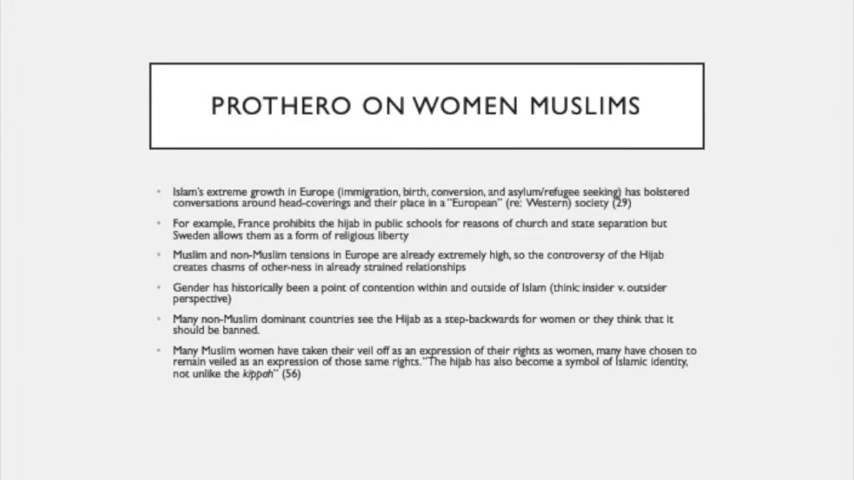 PROTHERO ON WOMEN MUSLIMS
• Islam's extreme growth in Europe (immigration, birth, conversion, and asylum/refugee seeking) has bolstered
conversations around head-coverings and their place in a "European" (re: Western) society (29)
• For example, France prohibits the hijab in public schools for reasons of church and state separation but
Sweden allows them as a form of religious liberty
• Muslim and non-Muslim tensions in Europe are already extremely high, so the controversy of the Hijab
creates chasms of other-ness in already strained relationships
• Gender has historically been a point of contention within and outside of Islam (think: insider v. outsider
perspective)
• Many non-Muslim dominant countries see the Hijab as a step-backwards for women or they think that it
should be banned.
• Many Muslim women have taken their veil off as an expression of their rights as women, many have chosen to
remain veiled as an expression of those same rights. "The hijab has also become a symbol of Islamic identity,
not unlike the kippah" (56)